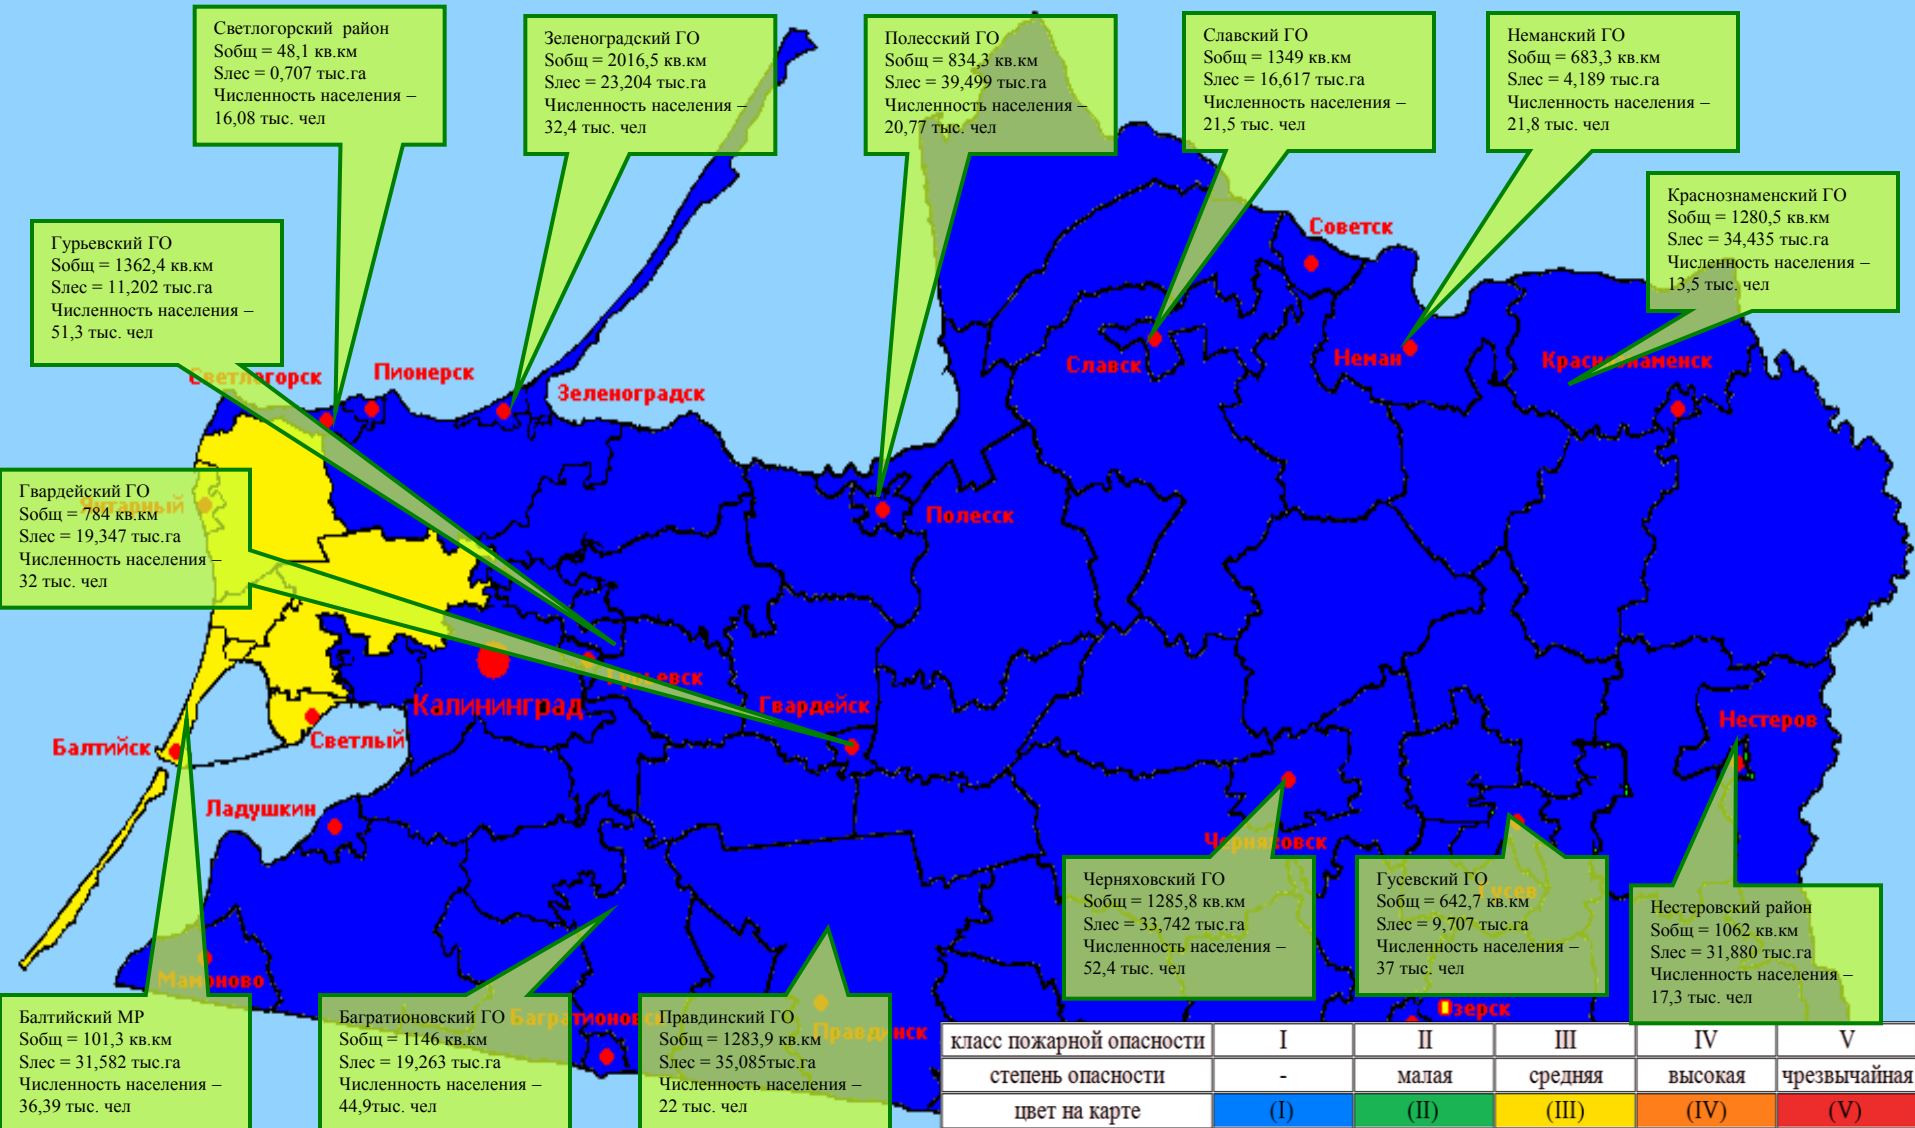 Светлогорский район
Sобщ = 48,1 кв.км
Sлес = 0,707 тыс.га
Численность населения –
16,08 тыс. чел
Зеленоградский ГО
Sобщ = 2016,5 кв.км
Sлес = 23,204 тыс.га
Численность населения –
32,4 тыс. чел
Полесский ГО
Sобщ = 834,3 кв.км
Sлес = 39,499 тыс.га
Численность населения –
20,77 тыс. чел
Славский ГО
Sобщ = 1349 кв.км
Sлес = 16,617 тыс.га
Численность населения –
21,5 тыс. чел
Неманский ГО
Sобщ = 683,3 кв.км
Sлес = 4,189 тыс.га
Численность населения –
21,8 тыс. чел
Краснознаменский ГО
Sобщ = 1280,5 кв.км
Sлес = 34,435 тыс.га
Численность населения –
13,5 тыс. чел
Гурьевский ГО
Sобщ = 1362,4 кв.км
Sлес = 11,202 тыс.га
Численность населения –
51,3 тыс. чел
Советск
Славск
Неман
Краснознаменск
Светлогорск
Пионерск
Зеленоградск
Гвардейский ГО
Sобщ = 784 кв.км
Sлес = 19,347 тыс.га
Численность населения –
32 тыс. чел
Янтарный
Полесск
Гурьевск
Калининград
Гвардейск
Нестеров
Балтийск
Светлый
Ладушкин
Черняховск
Гусев
Мамоново
Багратионовск
Правдинск
Озерск
Черняховский ГО
Sобщ = 1285,8 кв.км
Sлес = 33,742 тыс.га
Численность населения –
52,4 тыс. чел
Гусевский ГО
Sобщ = 642,7 кв.км
Sлес = 9,707 тыс.га
Численность населения –
37 тыс. чел
Нестеровский район
Sобщ = 1062 кв.км
Sлес = 31,880 тыс.га
Численность населения –
17,3 тыс. чел
Балтийский МР
Sобщ = 101,3 кв.км
Sлес = 31,582 тыс.га
Численность населения –
36,39 тыс. чел
Багратионовский ГО
Sобщ = 1146 кв.км
Sлес = 19,263 тыс.га
Численность населения –
44,9тыс. чел
Правдинский ГО
Sобщ = 1283,9 кв.км
Sлес = 35,085тыс.га
Численность населения –
22 тыс. чел
класс пожарной опасности I II III IV V
степень опасности - малая средняя высокая чрезвычайная
цвет на карте (I) (II) (III) (IV) (V)